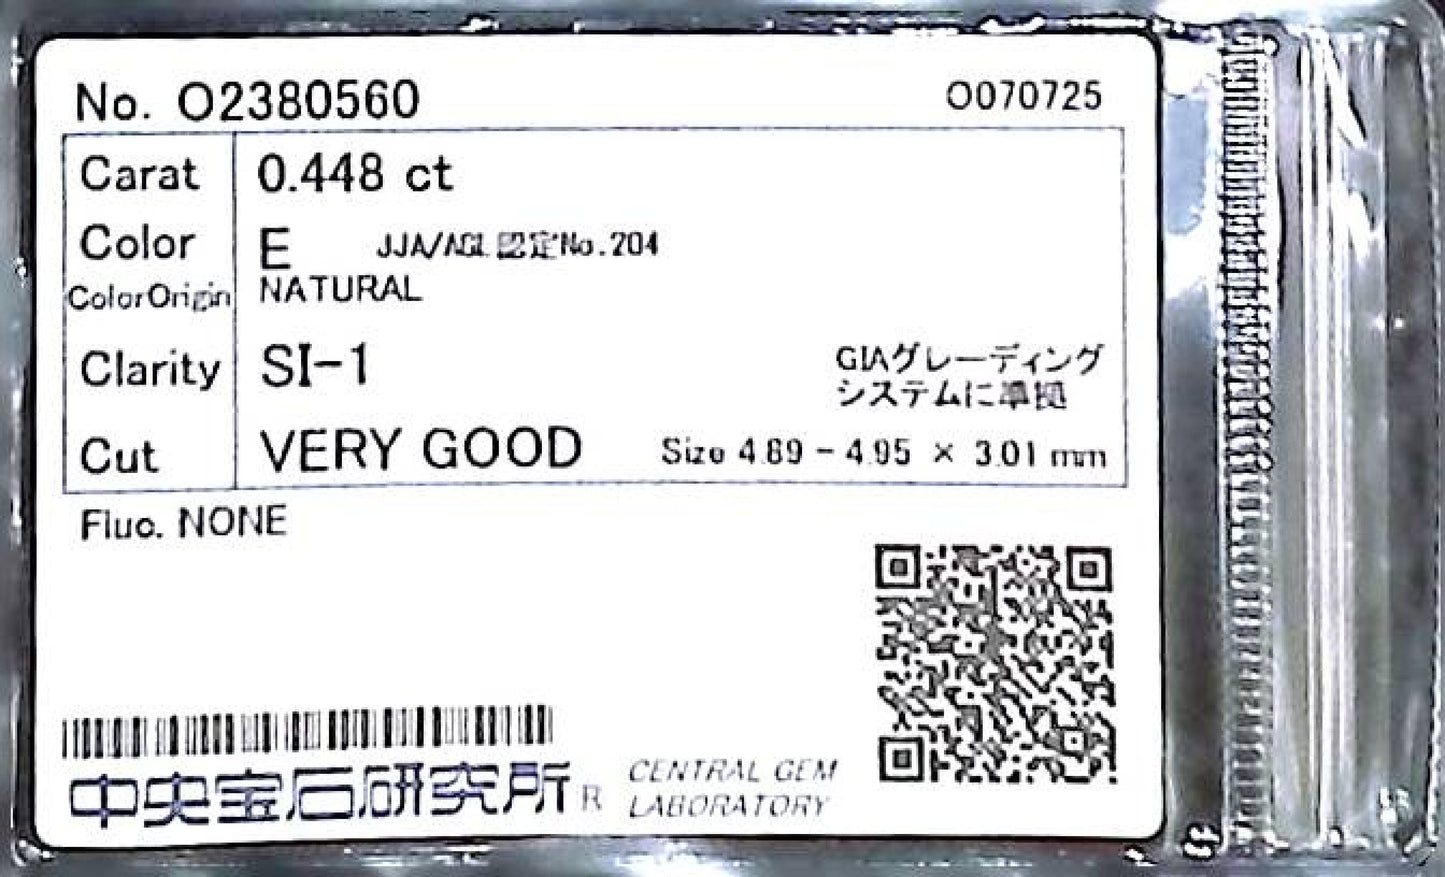 No. O2380560 O070725
Carat 0.448 ct
Color E JJA/AGL認定No.204
ColorOrigin NATURAL
Clarity SI-1 GIAグレーディング
システムに準拠
Cut VERY GOOD Size 4.89 - 4.95 × 3.01 mm
Fluo. NONE
中央宝石研究所 R CENTRAL GEM
LABORATORY